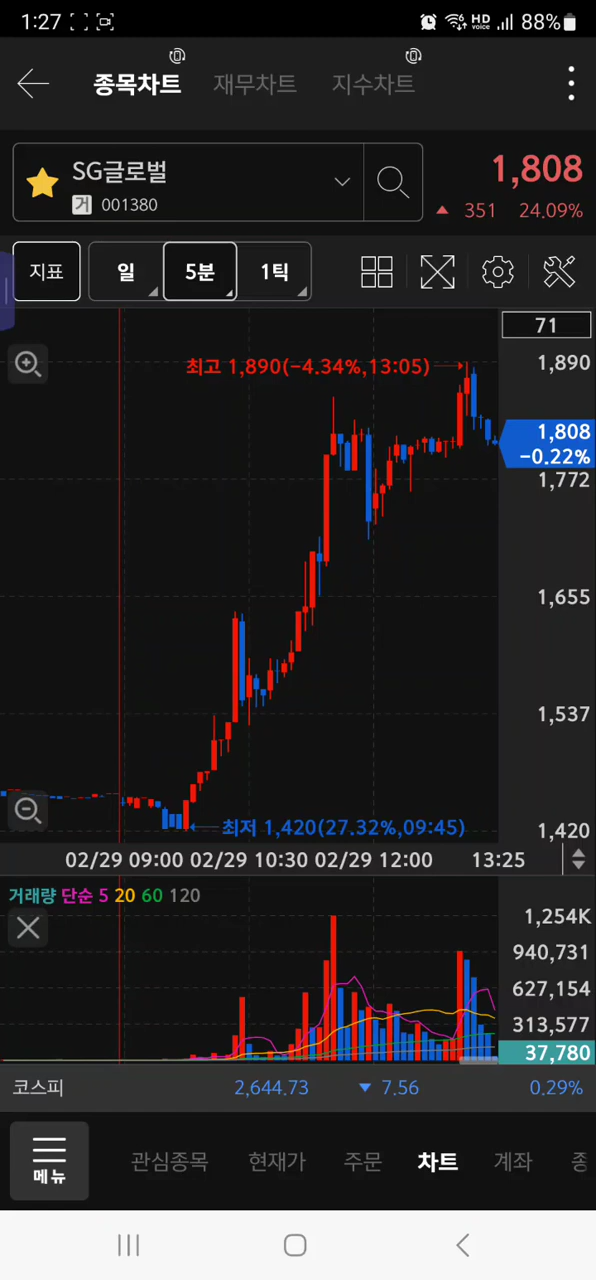 1:27 HD voice 88%
종목차트 재무차트 지수차트
SG글로벌 1,808
거 001380 ▲ 351 24.09%
지표 일 5분 1틱
71
최고 1,890(-4.34%,13:05) 1,890
1,808
-0.22%
1,772
1,655
1,537
최저 1,420(27.32%,09:45) 1,420
02/29 09:00 02/29 10:30 02/29 12:00 13:25
거래량 단순 5 20 60 120
1,254K
940,731
627,154
313,577
37,780
코스피 2,644.73 ▼ 7.56 0.29%
메뉴 관심종목 현재가 주문 차트 계좌 종